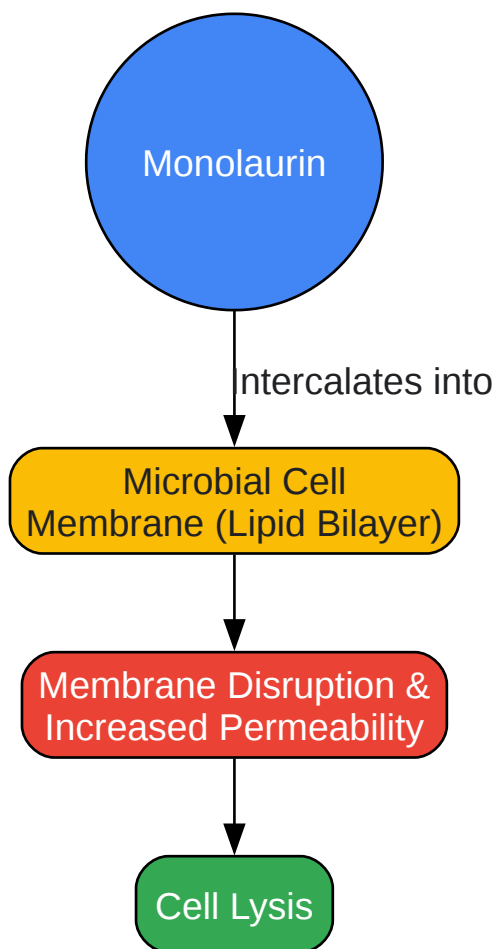 Monolaurin
Intercalates into
Microbial Cell
Membrane (Lipid Bilayer)
Membrane Disruption &
Increased Permeability
Cell Lysis